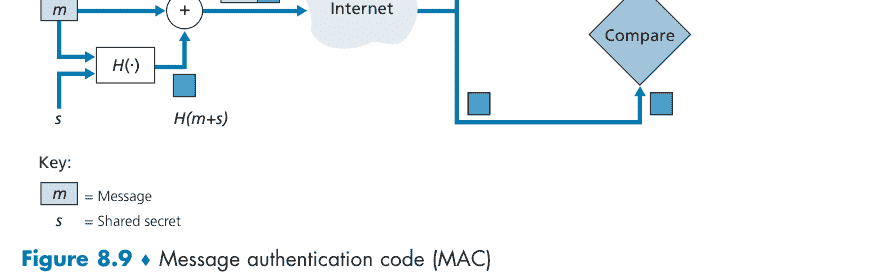 m
+
Internet
Compare
H(·)
s
H(m+s)
Key:
m = Message
s = Shared secret
Figure 8.9 ♦ Message authentication code (MAC)